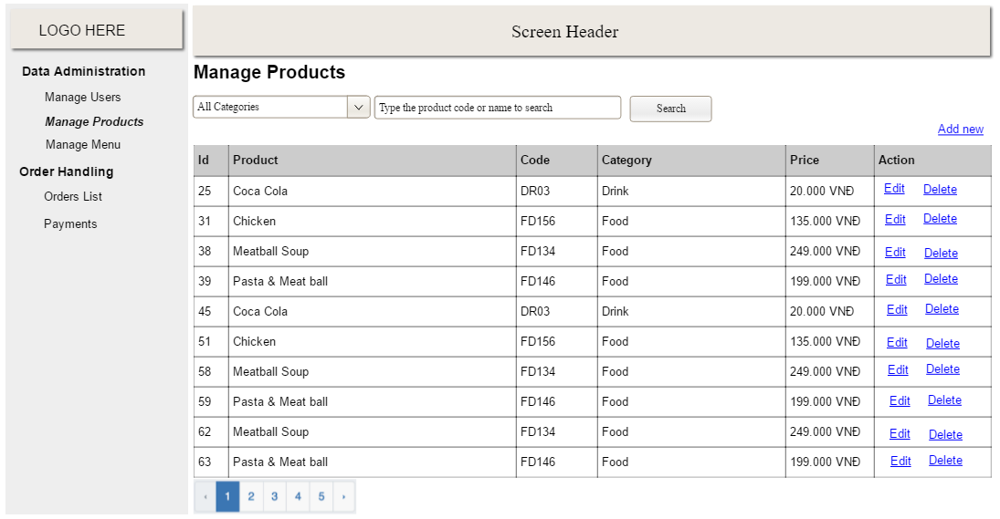 LOGO HERE
Screen Header
Data Administration
Manage Users
Manage Products
Manage Menu
Order Handling
Orders List
Payments
Manage Products
All Categories Type the product code or name to search Search
Add new
Id Product Code Category Price Action
25 Coca Cola DR03 Drink 20.000 VNĐ Edit Delete
31 Chicken FD156 Food 135.000 VNĐ Edit Delete
38 Meatball Soup FD134 Food 249.000 VNĐ Edit Delete
39 Pasta & Meat ball FD146 Food 199.000 VNĐ Edit Delete
45 Coca Cola DR03 Drink 20.000 VNĐ Edit Delete
51 Chicken FD156 Food 135.000 VNĐ Edit Delete
58 Meatball Soup FD134 Food 249.000 VNĐ Edit Delete
59 Pasta & Meat ball FD146 Food 199.000 VNĐ Edit Delete
62 Meatball Soup FD134 Food 249.000 VNĐ Edit Delete
63 Pasta & Meat ball FD146 Food 199.000 VNĐ Edit Delete
‹ 1 2 3 4 5 ›